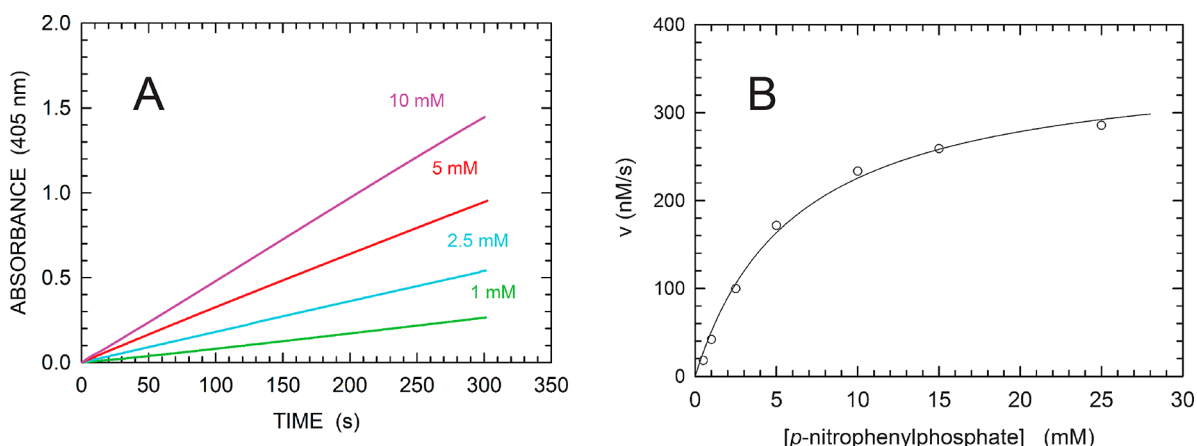 A
2.0
1.5
1.0
0.5
0.0
ABSORBANCE (405 nm)
10 mM
5 mM
2.5 mM
1 mM
0 50 100 150 200 250 300 350
TIME (s)
B
400
300
200
100
0
v (nM/s)
0 5 10 15 20 25 30
[p-nitrophenylphosphate] (mM)